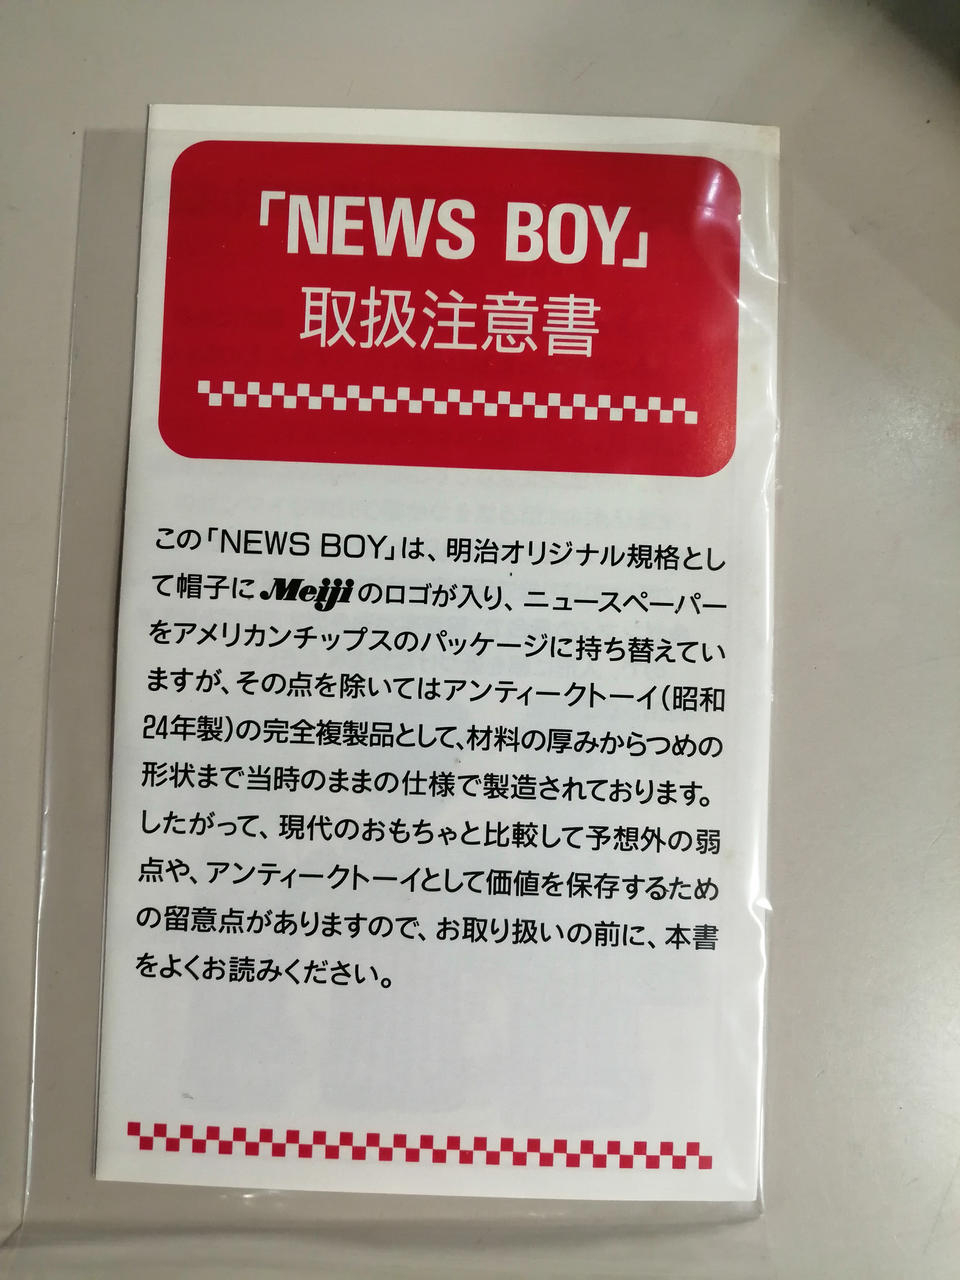 「NEWS BOY」
取扱注意書
この「NEWS BOY」は、明治オリジナル規格とし
て帽子にMeijiのロゴが入り、ニュースペーパー
をアメリカンチップスのパッケージに持ち替えてい
ますが、その点を除いてはアンティークトーイ(昭和
24年製)の完全複製品として、材料の厚みからつめの
形状まで当時のままの仕様で製造されております。
したがって、現代のおもちゃと比較して予想外の弱
点や、アンティークトーイとして価値を保存するため
の留意点がありますので、お取り扱いの前に、本書
をよくお読みください。